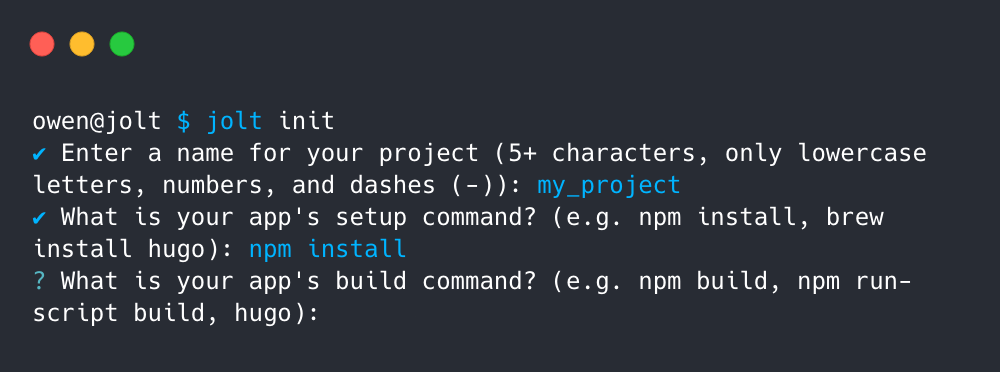 owen@jolt $ jolt init
✔ Enter a name for your project (5+ characters, only lowercase
letters, numbers, and dashes (-)): my_project
✔ What is your app's setup command? (e.g. npm install, brew
install hugo): npm install
? What is your app's build command? (e.g. npm build, npm run-
script build, hugo):